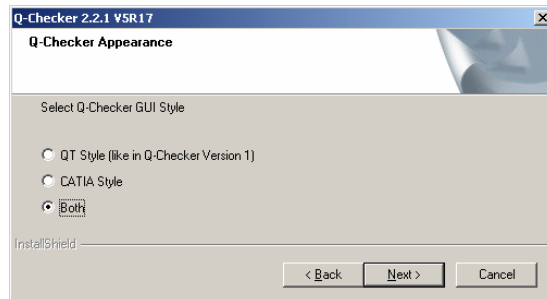 Q-Checker 2.2.1 V5R17
Q-Checker Appearance
Select Q-Checker GUI Style
QT Style (like in Q-Checker Version 1)
CATIA Style
Both
InstallShield
< Back Next > Cancel